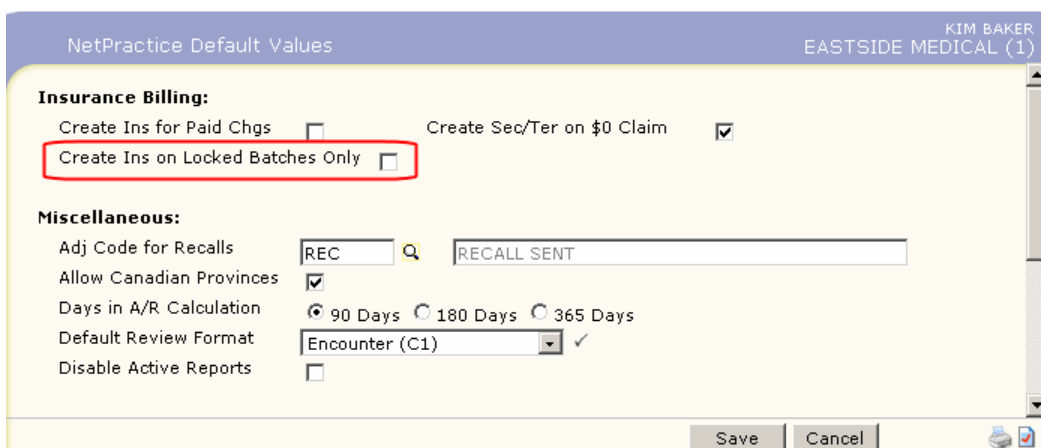 KIM BAKER
NetPractice Default Values EASTSIDE MEDICAL (1)
Insurance Billing:
Create Ins for Paid Chgs Create Sec/Ter on $0 Claim
Create Ins on Locked Batches Only
Miscellaneous:
Adj Code for Recalls REC RECALL SENT
Allow Canadian Provinces
Days in A/R Calculation 90 Days 180 Days 365 Days
Default Review Format Encounter (C1)
Disable Active Reports
Save Cancel